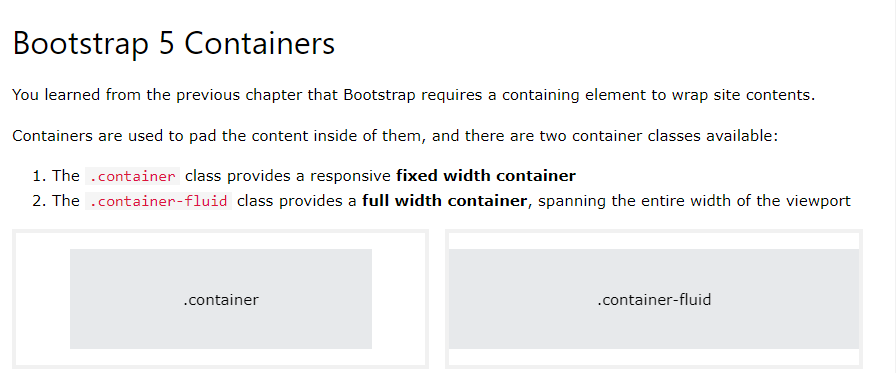 Bootstrap 5 Containers
You learned from the previous chapter that Bootstrap requires a containing element to wrap site contents.
Containers are used to pad the content inside of them, and there are two container classes available:
1. The .container class provides a responsive fixed width container
2. The .container-fluid class provides a full width container, spanning the entire width of the viewport
.container
.container-fluid